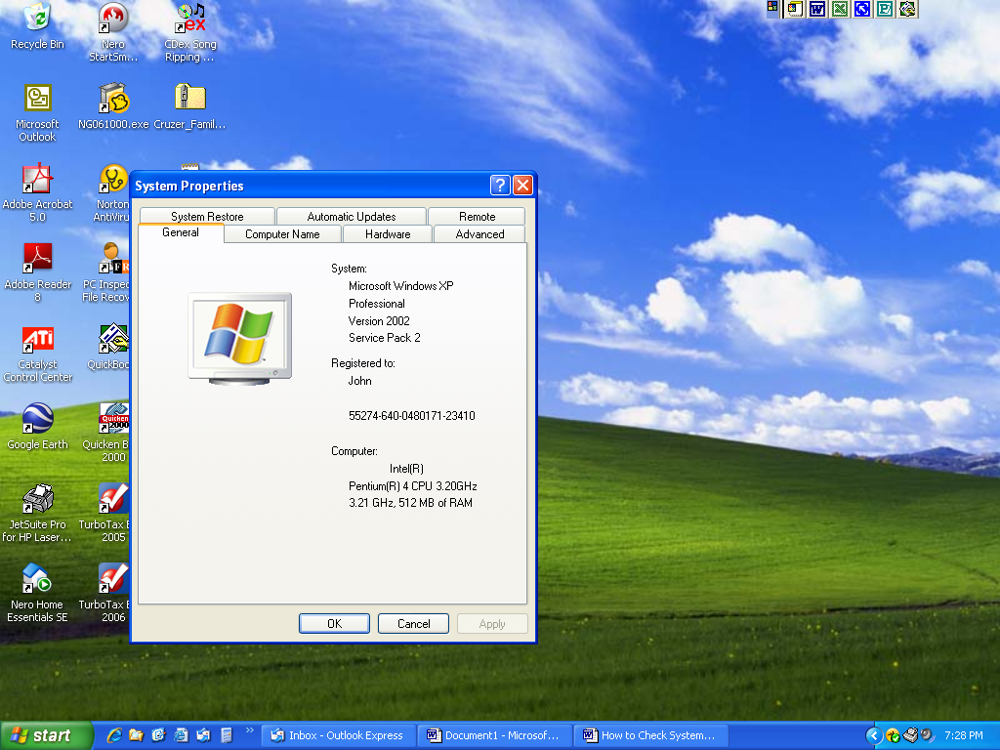 Recycle Bin
Nero
StartSm...
CDex Song
Ripping ...
Microsoft
Outlook
NG061000.exe
Cruzer_Famil...
Adobe Acrobat
5.0
Norton
AntiViru
Adobe Reader
8
PC Inspec
File Recov
Catalyst
Control Center
QuickBoo
Google Earth
Quicken
2000
Quicken B
2000
JetSuite Pro
for HP Laser...
TurboTax
2005
Nero Home
Essentials SE
TurboTax
2006
System Properties
System Restore
Automatic Updates
Remote
General
Computer Name
Hardware
Advanced
System:
Microsoft Windows XP
Professional
Version 2002
Service Pack 2
Registered to:
John
55274-640-0480171-23410
Computer:
Intel(R)
Pentium(R) 4 CPU 3.20GHz
3.21 GHz, 512 MB of RAM
OK
Cancel
Apply
start
Inbox - Outlook Express
Document1 - Microsof...
How to Check System...
7:28 PM